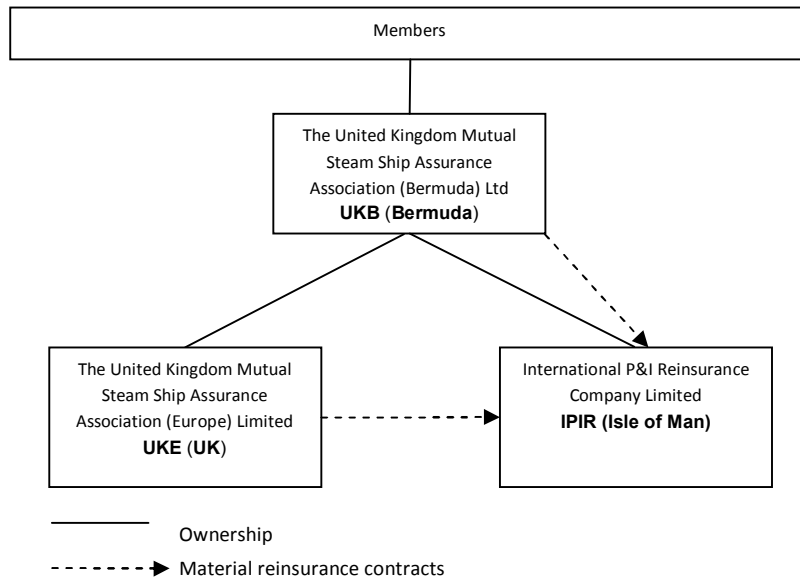 Members
The United Kingdom Mutual
Steam Ship Assurance
Association (Bermuda) Ltd
UKB (Bermuda)
The United Kingdom Mutual
Steam Ship Assurance
Association (Europe) Limited
UKE (UK)
International P&I Reinsurance
Company Limited
IPIR (Isle of Man)
Ownership
Material reinsurance contracts